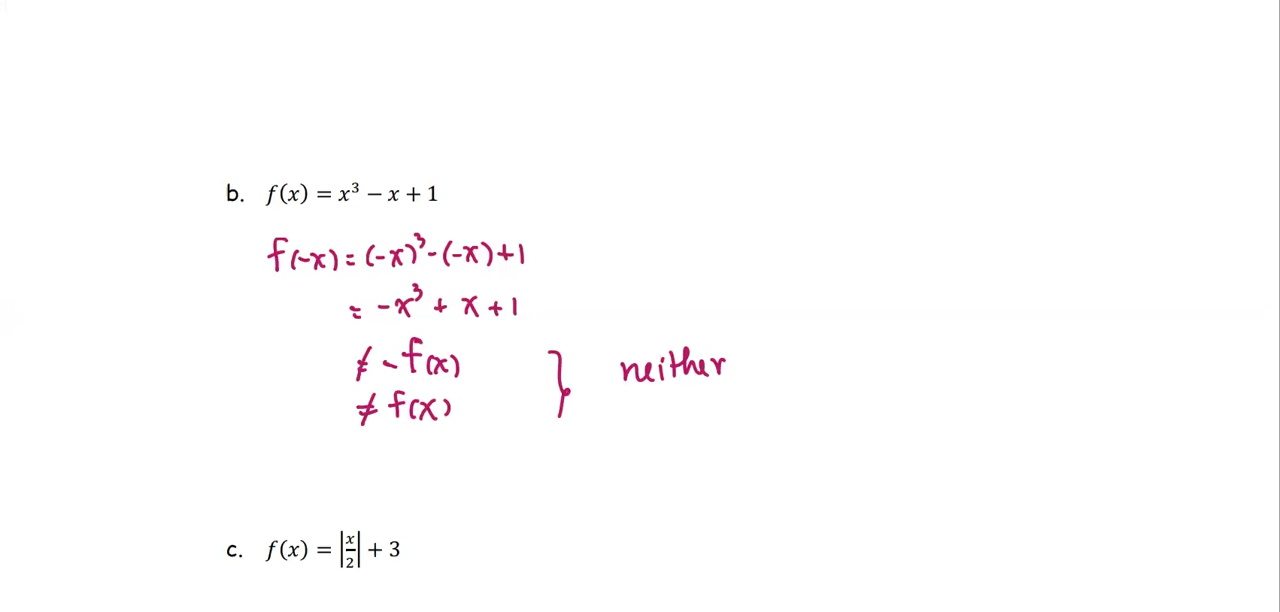 b. f(x) = x³ − x + 1
f(-x) = (-x)³ - (-x) + 1
= -x³ + x + 1
≠ - f(x)
} neither
≠ f(x)
c. f(x) = |x/2| + 3